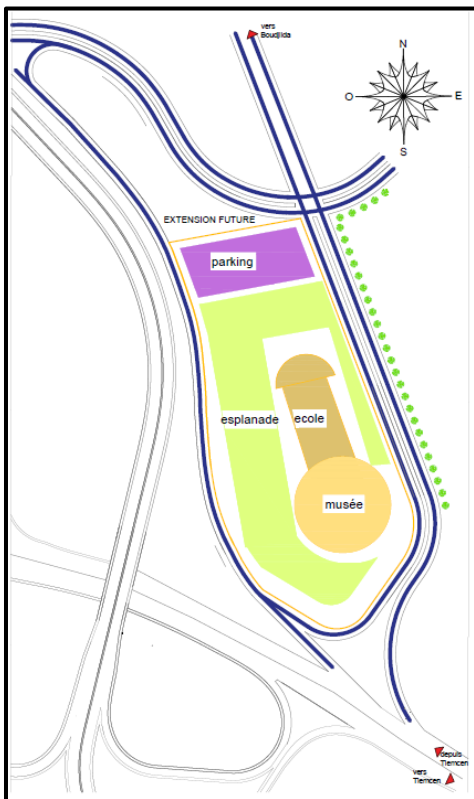 vers
Boudjlida
N
O
E
S
EXTENSION FUTURE
parking
esplanade
ecole
musée
depuis
Tlemcen
vers
Tlemcen